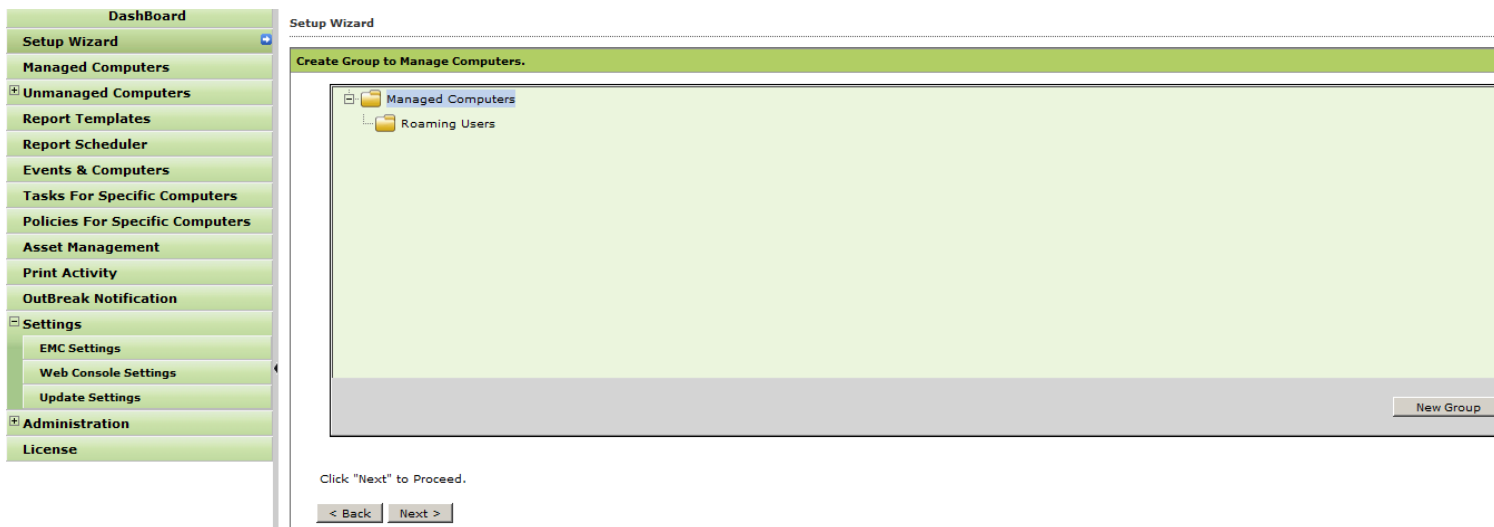 DashBoard
Setup Wizard
Managed Computers
Unmanaged Computers
Report Templates
Report Scheduler
Events & Computers
Tasks For Specific Computers
Policies For Specific Computers
Asset Management
Print Activity
OutBreak Notification
Settings
EMC Settings
Web Console Settings
Update Settings
Administration
License
Setup Wizard
Create Group to Manage Computers.
Managed Computers
Roaming Users
New Group
Click "Next" to Proceed.
< Back Next >